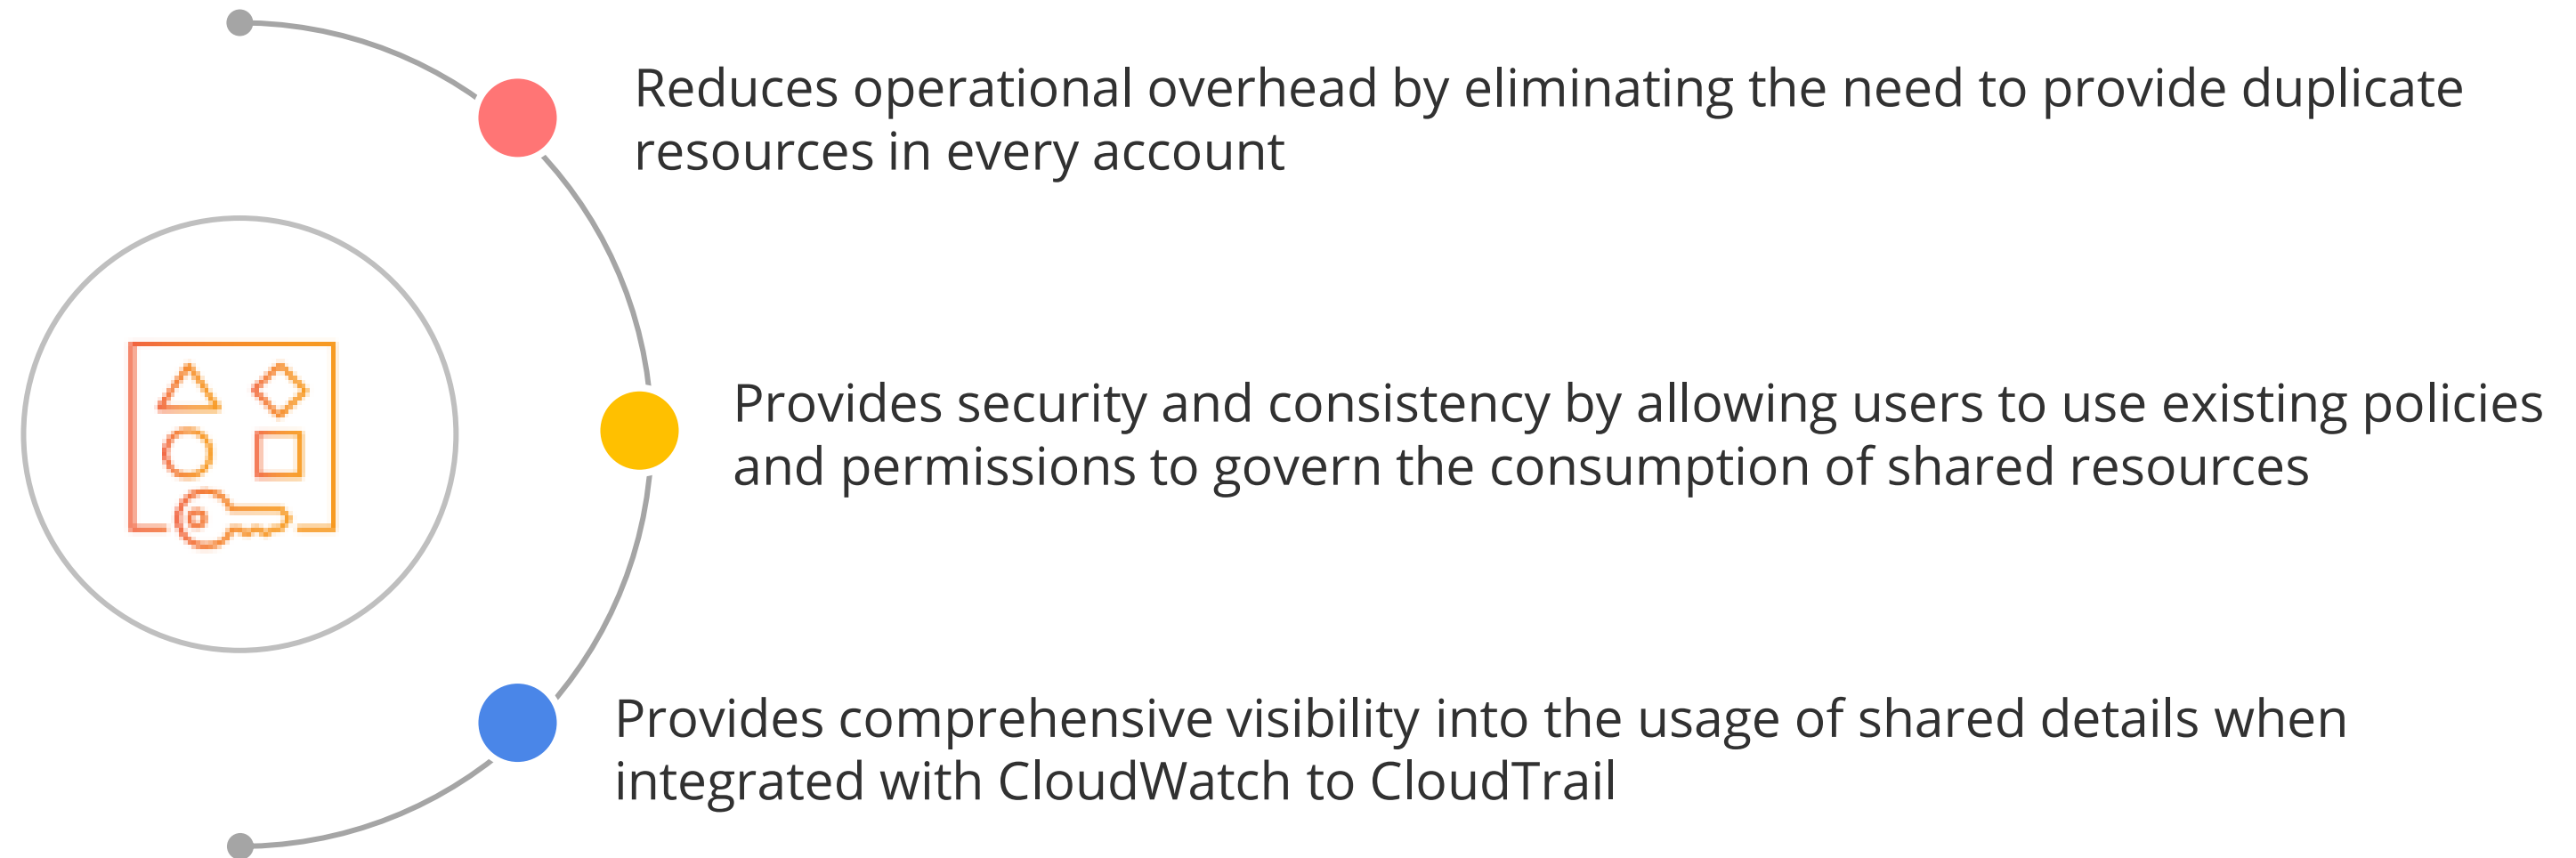 Reduces operational overhead by eliminating the need to provide duplicate
resources in every account
Provides security and consistency by allowing users to use existing policies
and permissions to govern the consumption of shared resources
Provides comprehensive visibility into the usage of shared details when
integrated with CloudWatch to CloudTrail